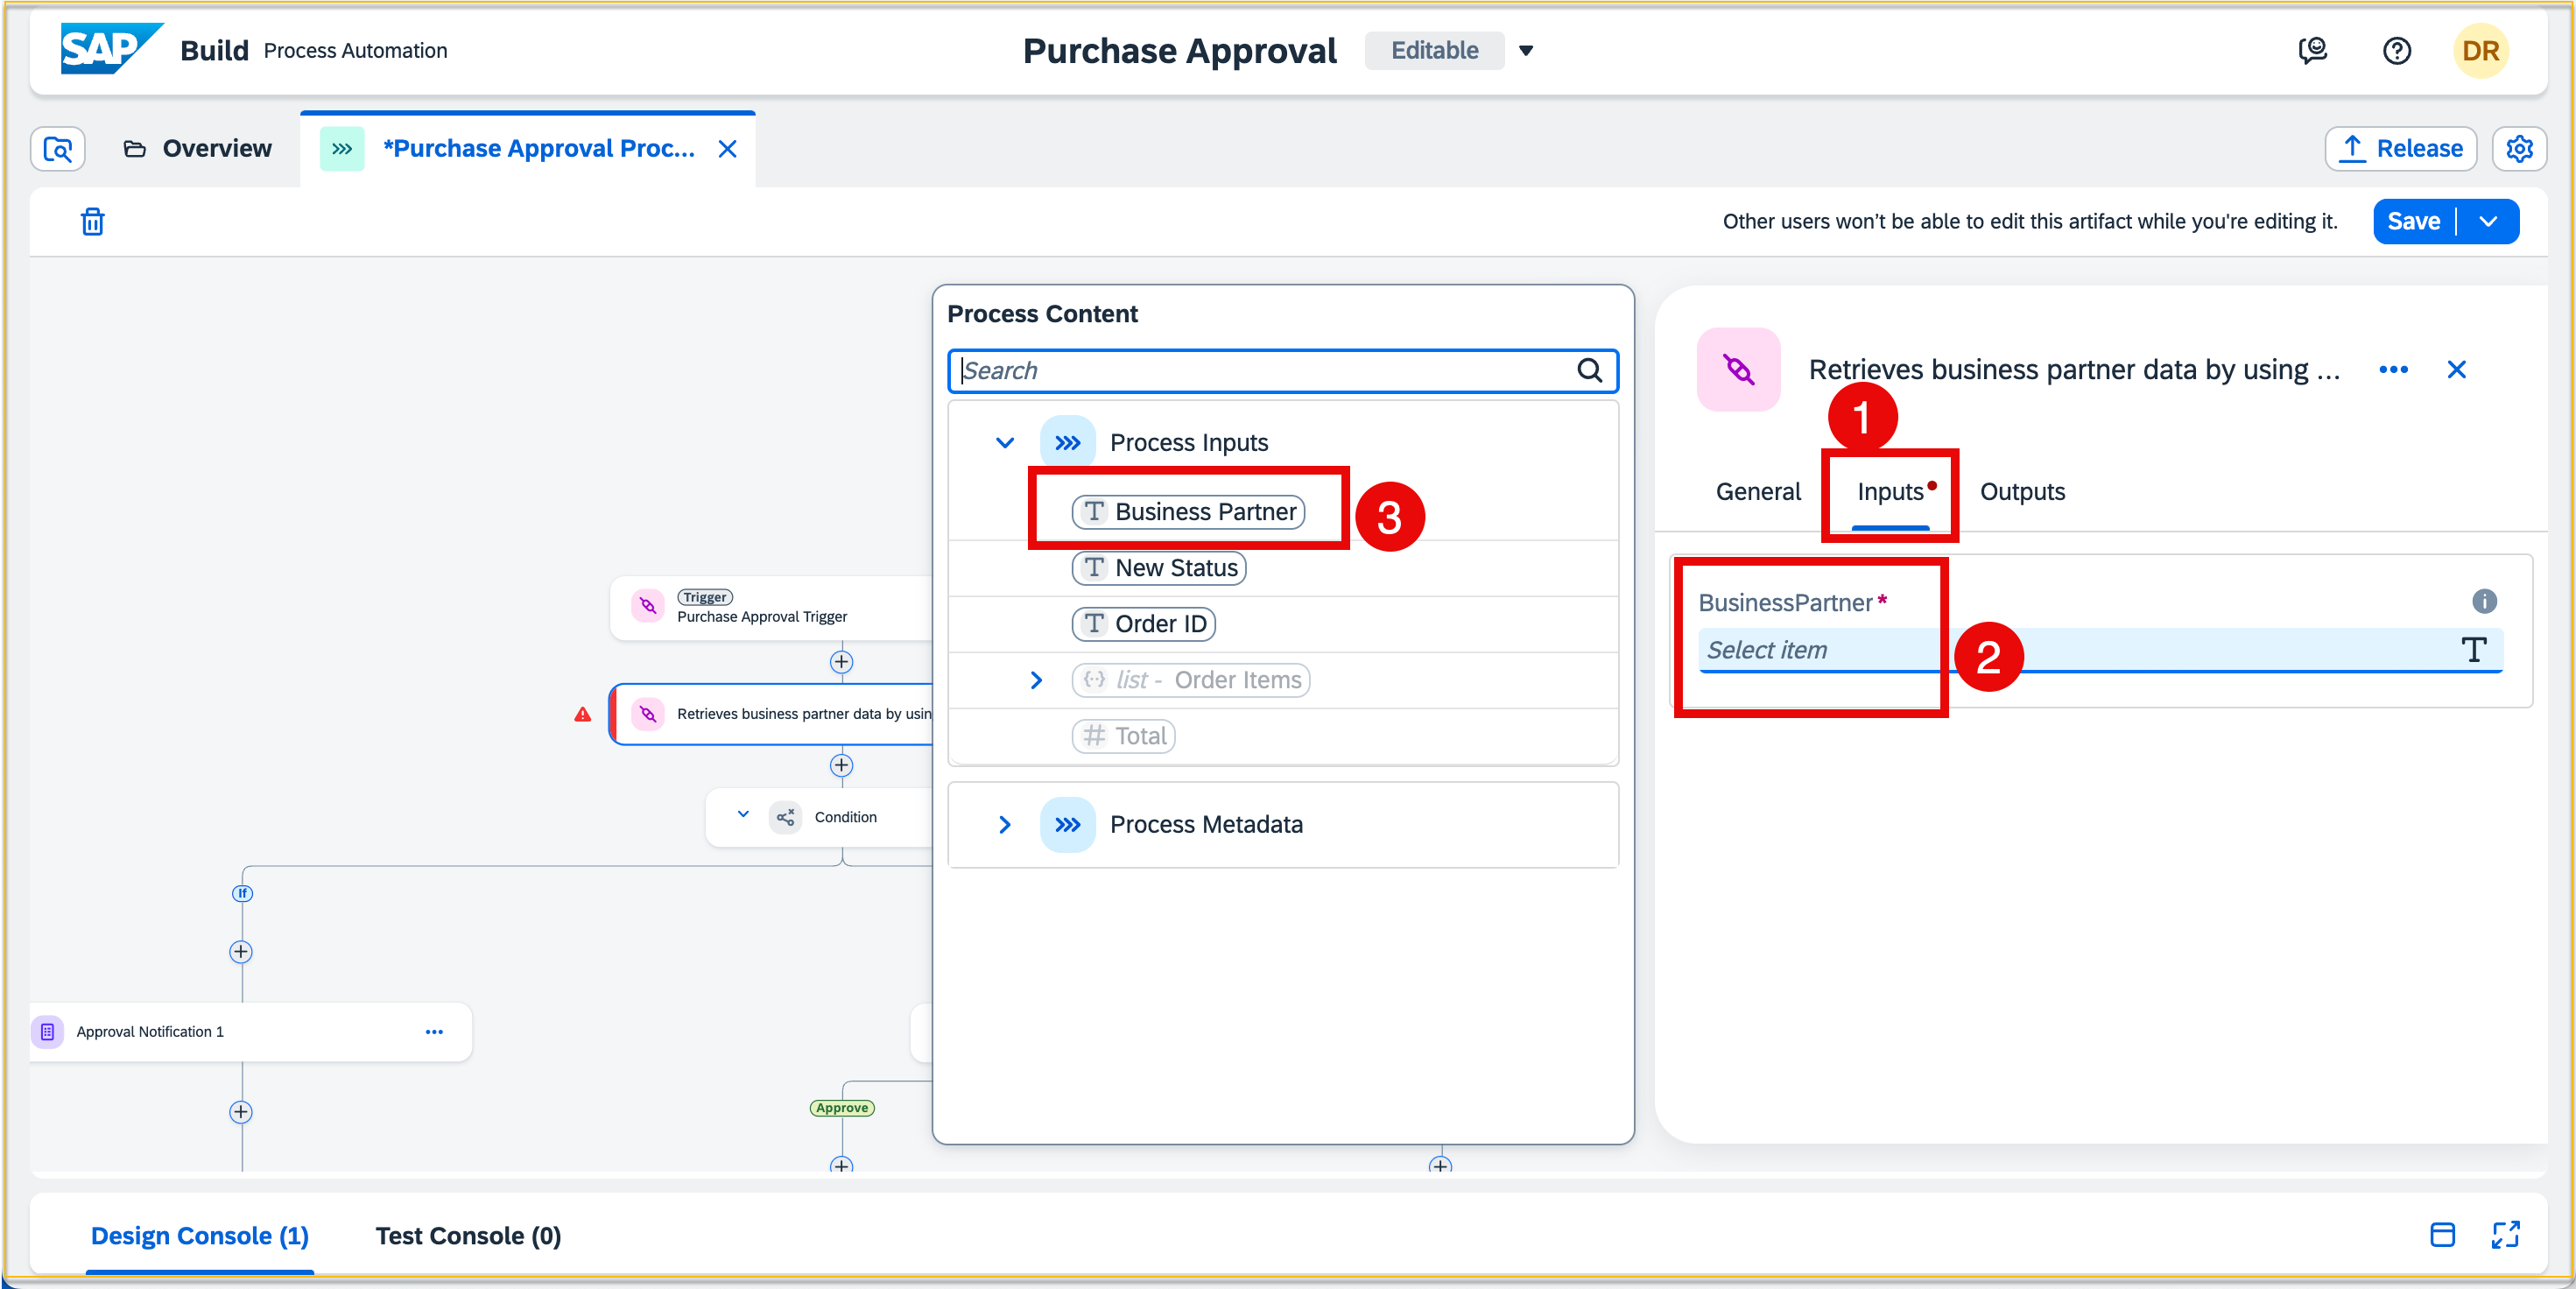 SAP Build Process Automation
Purchase Approval Editable
DR
Overview
*Purchase Approval Proc...
Release
Other users won't be able to edit this artifact while you're editing it.
Save
Process Content
Search
Process Inputs
Business Partner
3
New Status
Order ID
list - Order Items
Total
Process Metadata
Retrieves business partner data by using ...
1
General Inputs Outputs
BusinessPartner*
Select item
2
Trigger
Purchase Approval Trigger
Retrieves business partner data by usin
Condition
If
Approval Notification 1
Approve
Design Console (1) Test Console (0)